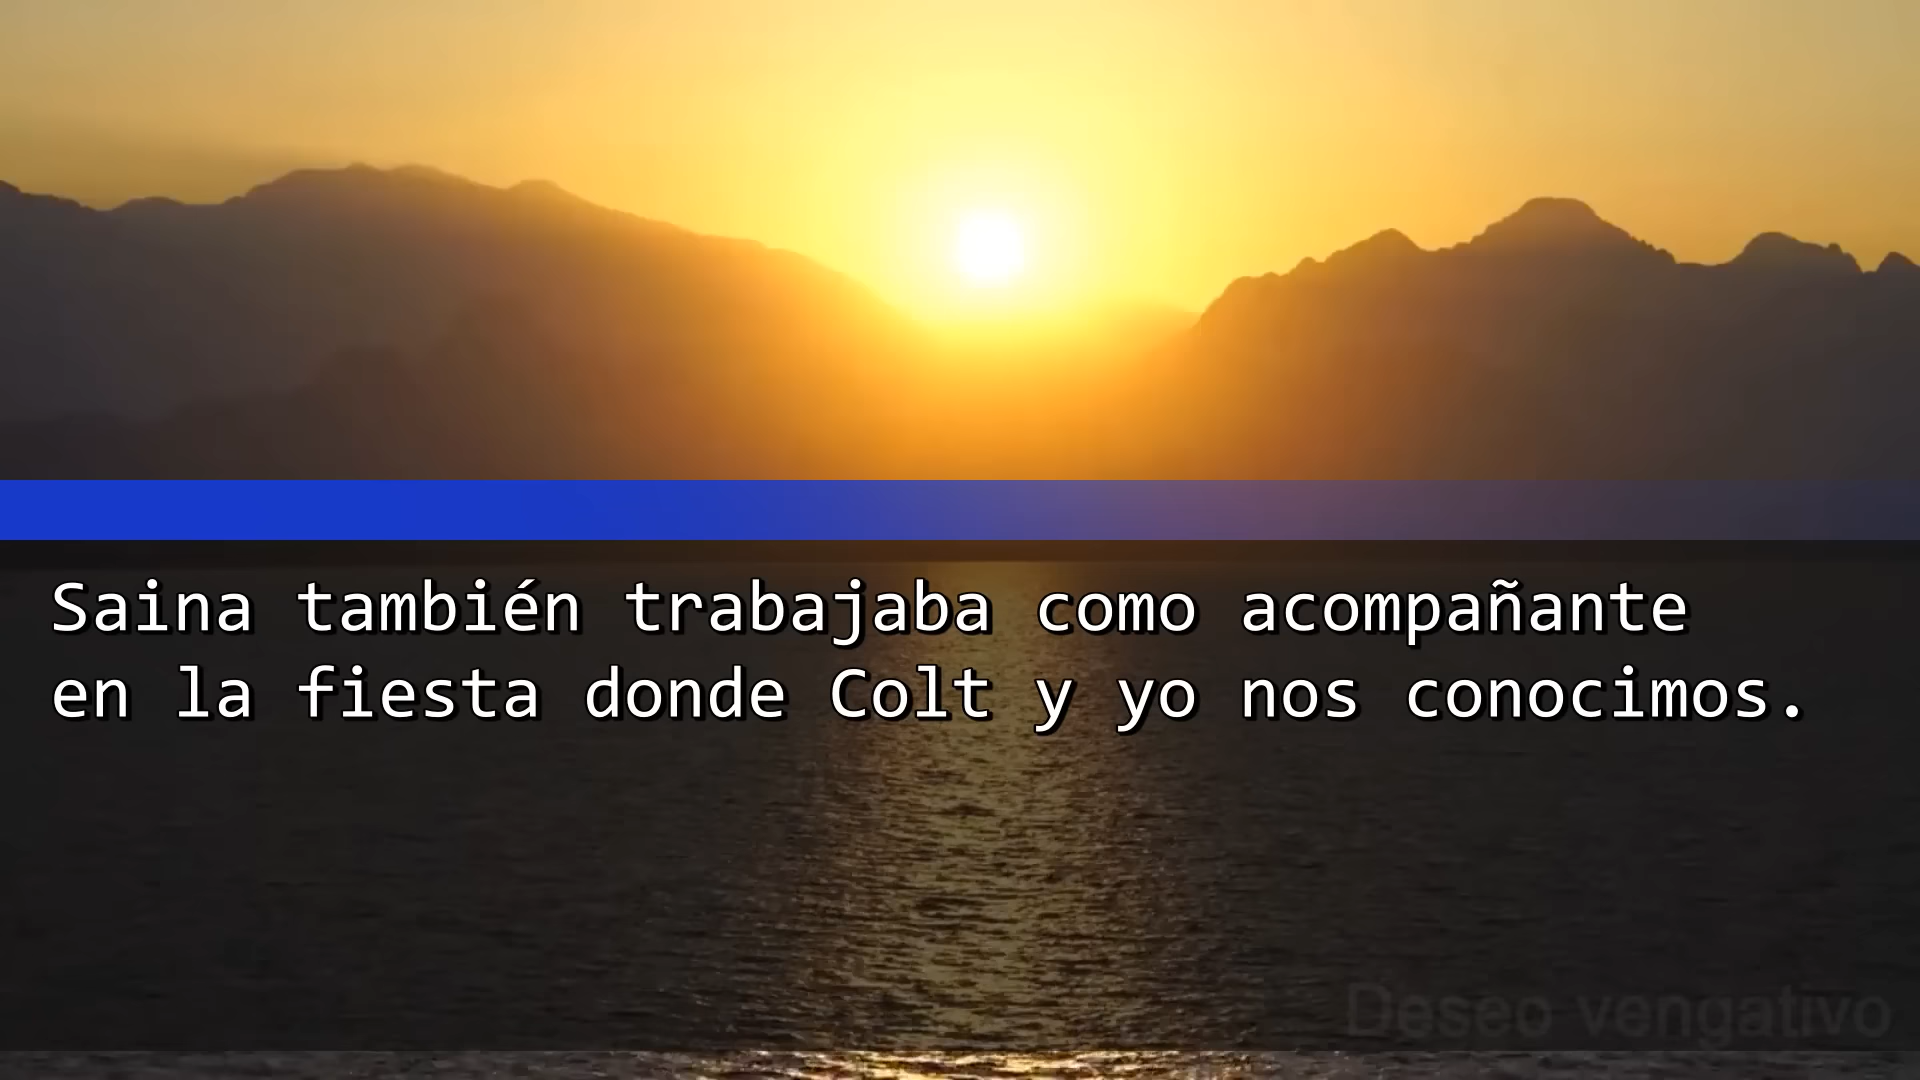 Saina también trabajaba como acompañante
en la fiesta donde Colt y yo nos conocimos.
Deseo vengativo